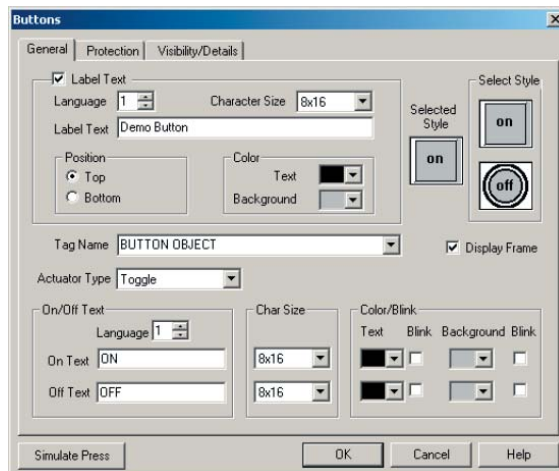 Buttons
General Protection Visibility/Details
Label Text
Select Style
Language 1 Character Size 8x16
Selected
Style
on
Label Text Demo Button
on
Position
Color
Top
Text
off
Bottom
Background
Tag Name BUTTON OBJECT
Display Frame
Actuator Type Toggle
On/Off Text
Char Size
Color/Blink
Language 1
Text Blink Background Blink
On Text ON 8x16
Off Text OFF 8x16
Simulate Press OK Cancel Help